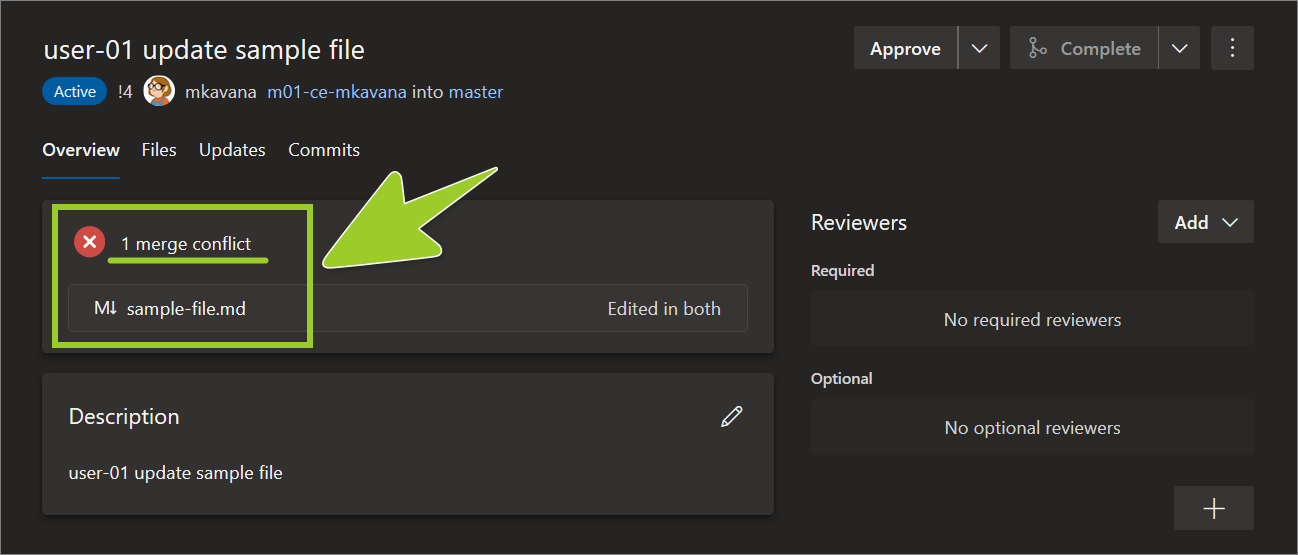 user-01 update sample file
Approve
Complete
Active !4 mkavana m01-ce-mkavana into master
Overview Files Updates Commits
1 merge conflict
M↓ sample-file.md Edited in both
Description
user-01 update sample file
Reviewers
Add
Required
No required reviewers
Optional
No optional reviewers